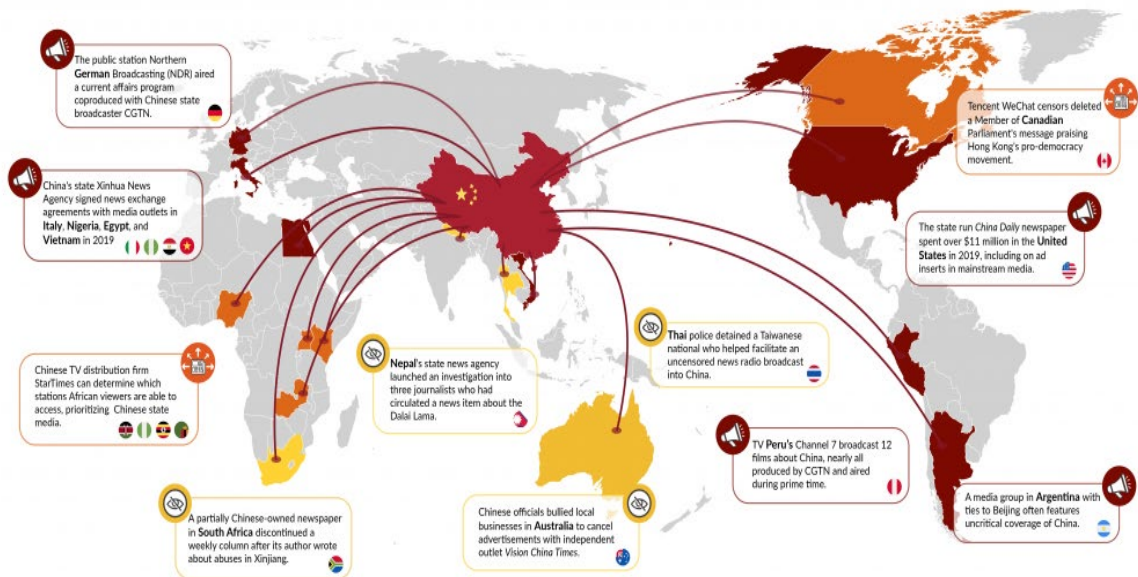 The public station Northern
German Broadcasting (NDR) aired
a current affairs program
coproduced with Chinese state
broadcaster CGTN.
China's state Xinhua News
Agency signed news exchange
agreements with media outlets in
Italy, Nigeria, Egypt, and
Vietnam in 2019
Chinese TV distribution firm
StarTimes can determine which
stations African viewers are able to
access, prioritizing Chinese state
media.
A partially Chinese-owned newspaper
in South Africa discontinued a
weekly column after its author wrote
about abuses in Xinjiang.
Nepal's state news agency
launched an investigation into
three journalists who had
circulated a news item about the
Dalai Lama.
Thai police detained a Taiwanese
national who helped facilitate an
uncensored news radio broadcast
into China.
Chinese officials bullied local
businesses in Australia to cancel
advertisements with independent
outlet Vision China Times.
Tencent WeChat censors deleted
a Member of Canadian
Parliament's message praising
Hong Kong's pro-democracy
movement.
The state run China Daily newspaper
spent over $11 million in the United
States in 2019, including on ad
inserts in mainstream media.
TV Peru's Channel 7 broadcast 12
films about China, nearly all
produced by CGTN and aired
during prime time.
A media group in Argentina with
ties to Beijing often features
uncritical coverage of China.